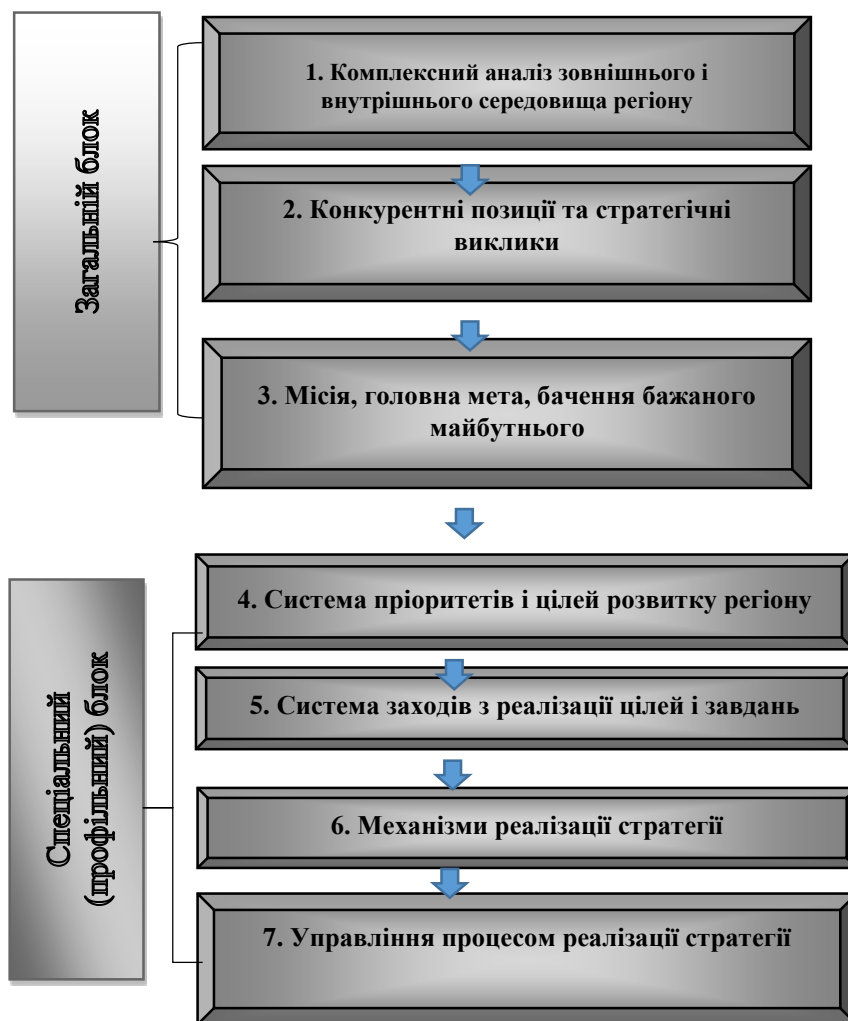 Загальній блок
1. Комплексний аналіз зовнішнього і
внутрішнього середовища регіону
2. Конкурентні позиції та стратегічні
виклики
3. Місія, головна мета, бачення бажаного
майбутнього
Спеціальний
(профільний) блок
4. Система пріоритетів і цілей розвитку регіону
5. Система заходів з реалізації цілей і завдань
6. Механізми реалізації стратегії
7. Управління процесом реалізації стратегії